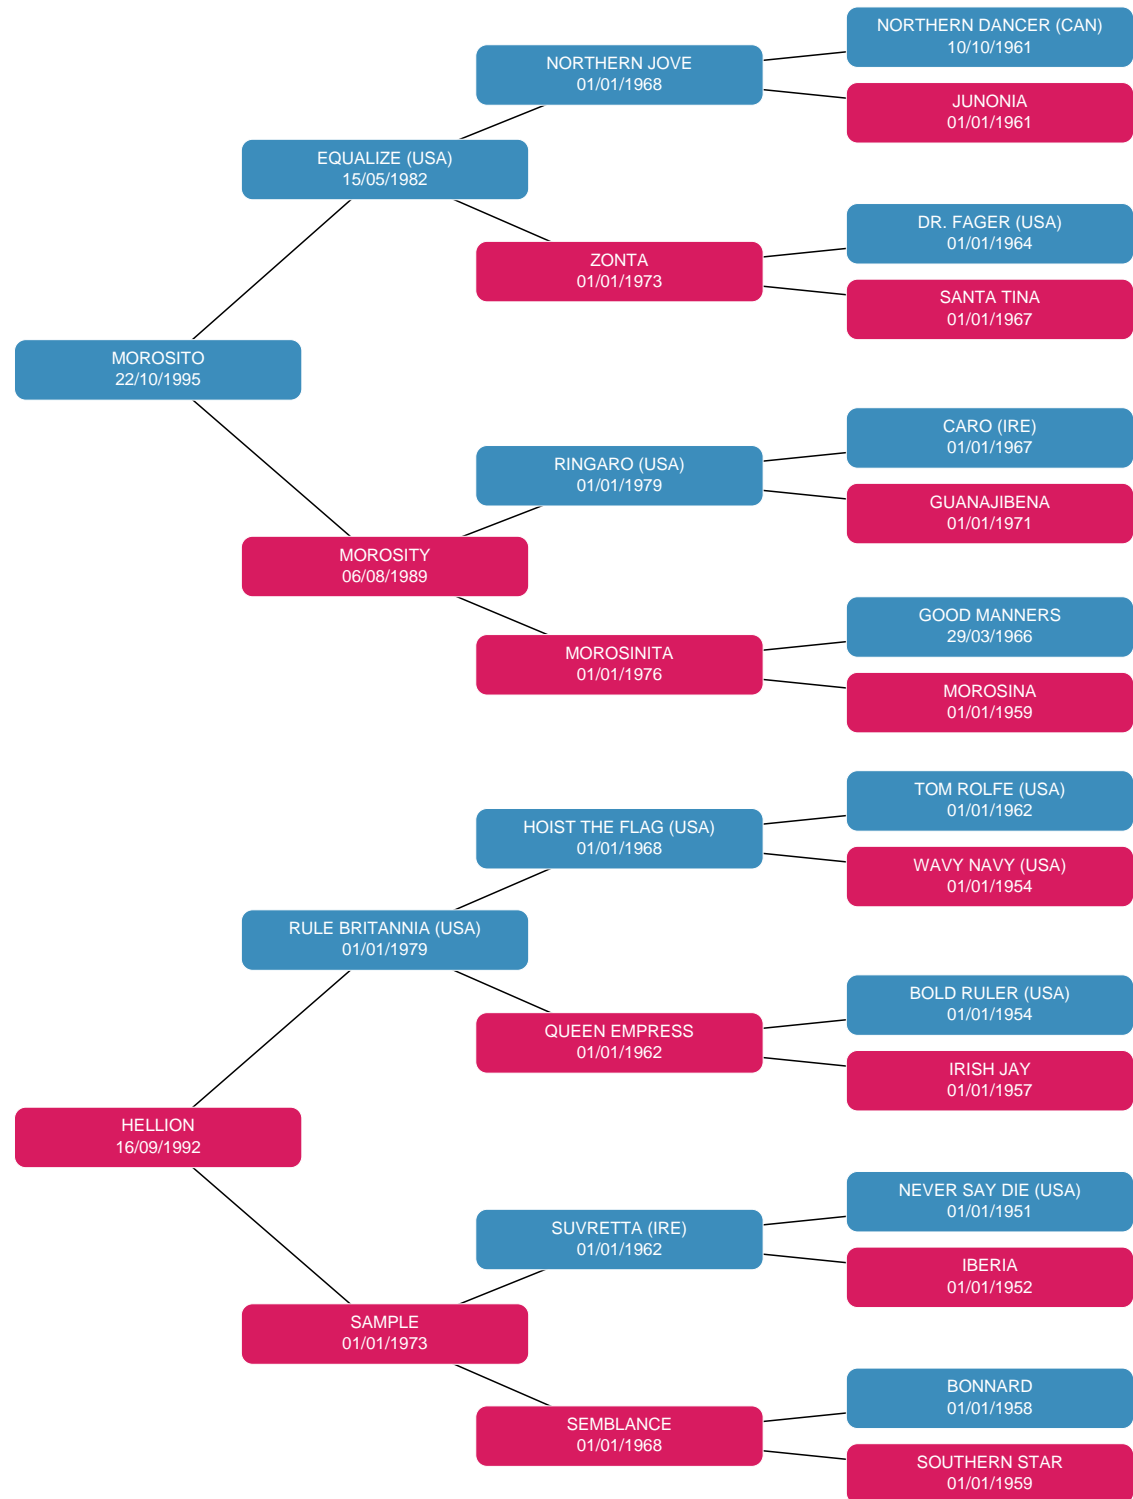 NORTHERN DANCER (CAN)
10/10/1961
NORTHERN JOVE
01/01/1968
JUNONIA
01/01/1961
EQUALIZE (USA)
15/05/1982
DR. FAGER (USA)
01/01/1964
ZONTA
01/01/1973
SANTA TINA
01/01/1967
MOROSITO
22/10/1995
CARO (IRE)
01/01/1967
RINGARO (USA)
01/01/1979
GUANAJIBENA
01/01/1971
MOROSITY
06/08/1989
GOOD MANNERS
29/03/1966
MOROSINITA
01/01/1976
MOROSINA
01/01/1959
TOM ROLFE (USA)
01/01/1962
HOIST THE FLAG (USA)
01/01/1968
WAVY NAVY (USA)
01/01/1954
RULE BRITANNIA (USA)
01/01/1979
BOLD RULER (USA)
01/01/1954
QUEEN EMPRESS
01/01/1962
IRISH JAY
01/01/1957
HELLION
16/09/1992
NEVER SAY DIE (USA)
01/01/1951
SUVRETTA (IRE)
01/01/1962
IBERIA
01/01/1952
SAMPLE
01/01/1973
BONNARD
01/01/1958
SEMBLANCE
01/01/1968
SOUTHERN STAR
01/01/1959